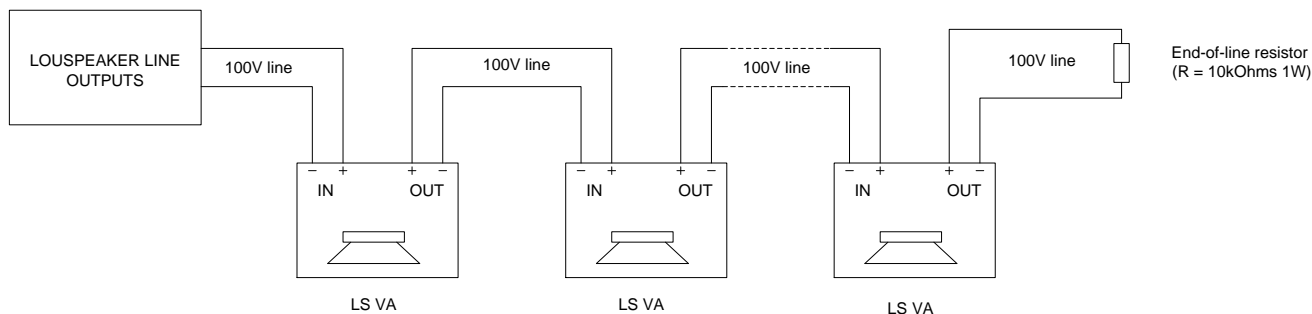 LOUSPEAKER LINE
OUTPUTS
100V line
100V line
100V line
100V line
End-of-line resistor
(R = 10kOhms 1W)
− + + −
IN OUT
− + + −
IN OUT
− + + −
IN OUT
LS VA
LS VA
LS VA